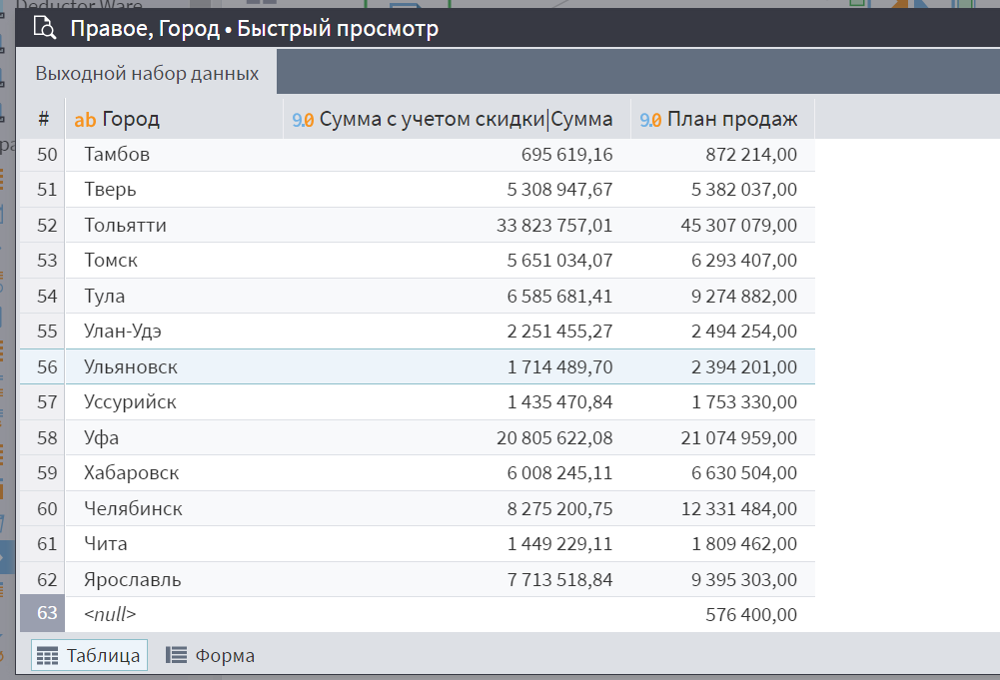 Deductor Ware
Правое, Город • Быстрый просмотр
Выходной набор данных
# ab Город 9.0 Сумма с учетом скидки|Сумма 9.0 План продаж
50 Тамбов 695 619,16 872 214,00
51 Тверь 5 308 947,67 5 382 037,00
52 Тольятти 33 823 757,01 45 307 079,00
53 Томск 5 651 034,07 6 293 407,00
54 Тула 6 585 681,41 9 274 882,00
55 Улан-Удэ 2 251 455,27 2 494 254,00
56 Ульяновск 1 714 489,70 2 394 201,00
57 Уссурийск 1 435 470,84 1 753 330,00
58 Уфа 20 805 622,08 21 074 959,00
59 Хабаровск 6 008 245,11 6 630 504,00
60 Челябинск 8 275 200,75 12 331 484,00
61 Чита 1 449 229,11 1 809 462,00
62 Ярославль 7 713 518,84 9 395 303,00
63 <null> 576 400,00
Таблица Форма